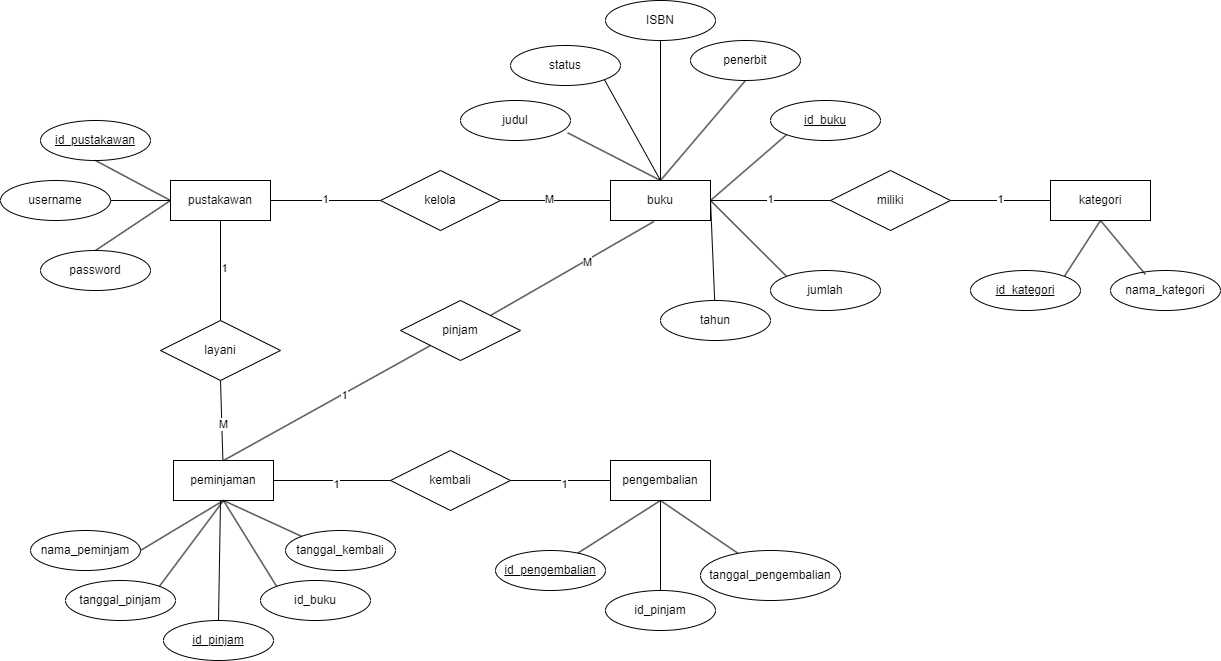 ISBN
status
penerbit
judul
id_buku
id_pustakawan
username
pustakawan
1
kelola
M
buku
1
miliki
1
kategori
password
1
M
id_kategori
nama_kategori
jumlah
tahun
pinjam
layani
1
M
peminjaman
1
kembali
1
pengembalian
nama_peminjam
tanggal_kembali
tanggal_pinjam
id_buku
id_pinjam
id_pengembalian
tanggal_pengembalian
id_pinjam